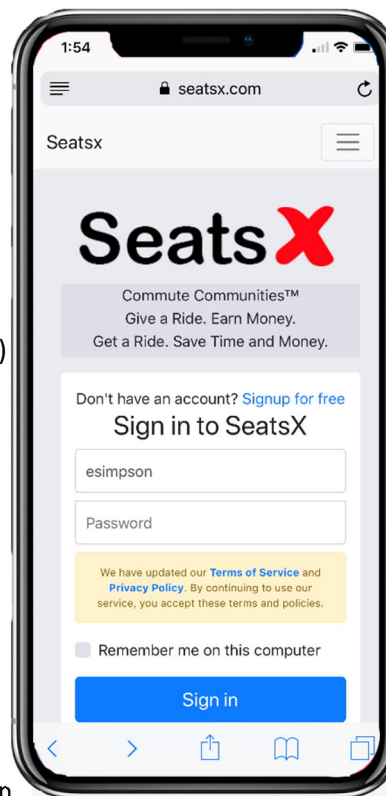 1:54
seatsx.com
Seatsx
SeatsX
Commute Communities™
Give a Ride. Earn Money.
Get a Ride. Save Time and Money.
)
Don't have an account? Signup for free
Sign in to SeatsX
esimpson
Password
We have updated our Terms of Service and
Privacy Policy. By continuing to use our
service, you accept these terms and policies.
Remember me on this computer
Sign in